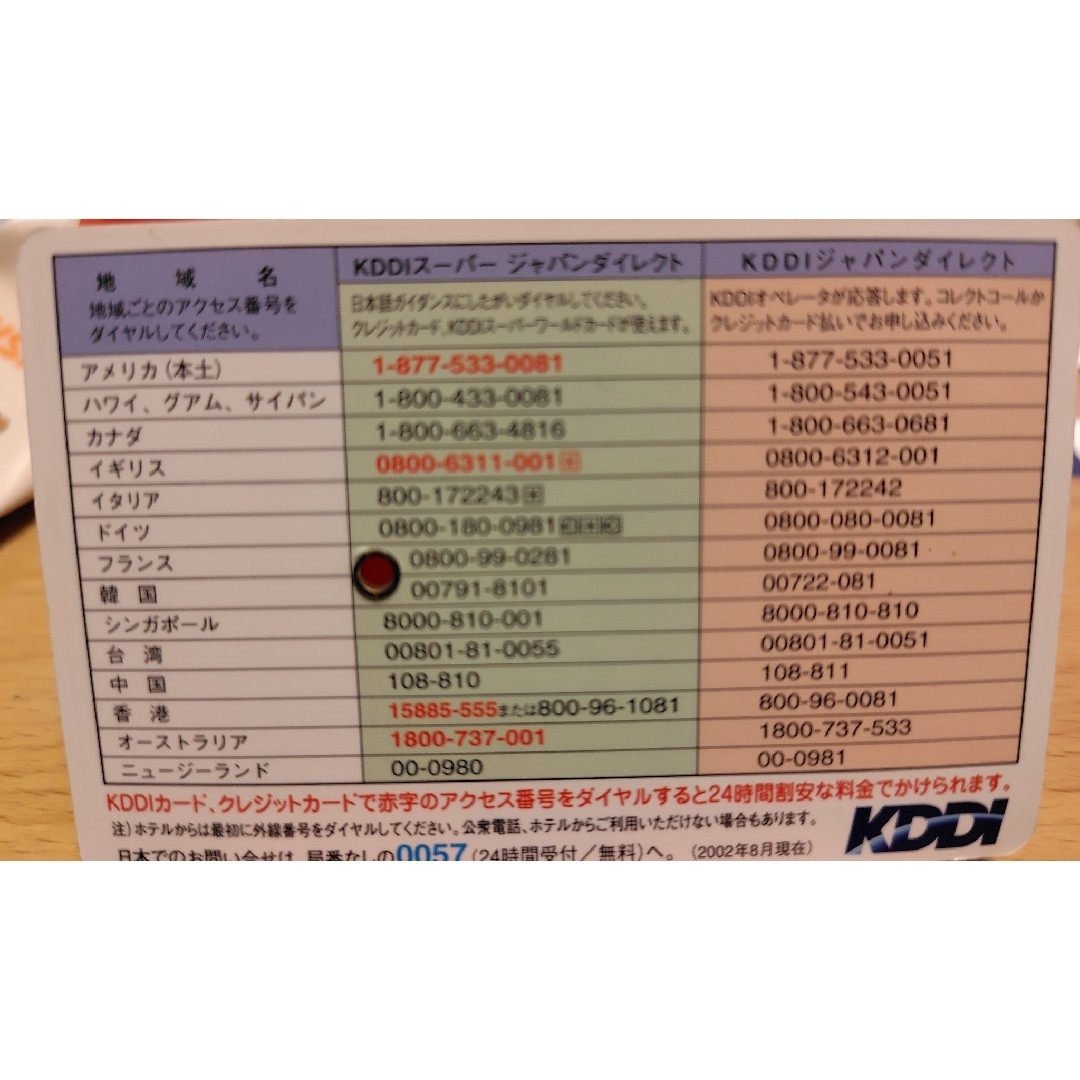 地域名 KDDIスーパー ジャパンダイレクト KDDIジャパンダイレクト
地域ごとのアクセス番号を 日本語ガイダンスにしたがいダイヤルしてください。 KDDIオペレータが応答します。コレクトコールか
ダイヤルしてください。 クレジットカード、KDDIスーパーワールドカードが使えます。 クレジットカード払いでお申し込みください。
アメリカ(本土) 1-877-533-0081 1-877-533-0051
ハワイ、グアム、サイパン 1-800-433-0081 1-800-543-0051
カナダ 1-800-663-4816 1-800-663-0681
イギリス 0800-6311-001 0800-6312-001
イタリア 800-172243 800-172242
ドイツ 0800-180-0981 0800-080-0081
フランス 0800-99-0281 0800-99-0081
韓国 00791-8101 00722-081
シンガポール 8000-810-001 8000-810-810
台湾 00801-81-0055 00801-81-0051
中国 108-810 108-811
香港 15885-555または800-96-1081 800-96-0081
オーストラリア 1800-737-001 1800-737-533
ニュージーランド 00-0980 00-0981
KDDIカード、クレジットカードで赤字のアクセス番号をダイヤルすると24時間割安な料金でかけられます。
注)ホテルからは最初に外線番号をダイヤルしてください。公衆電話、ホテルからご利用いただけない場合もあります。
日本でのお問い合せは、局番なしの0057(24時間受付/無料)へ。(2002年8月現在)
KDDI